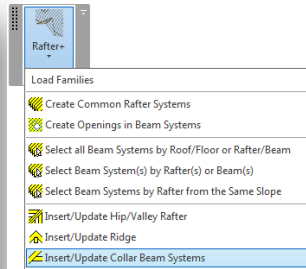 Rafter+
Load Families
Create Common Rafter Systems
Create Openings in Beam Systems
Select all Beam Systems by Roof/Floor or Rafter/Beam
Select Beam System(s) by Rafter(s) or Beam(s)
Select Beam Systems by Rafter from the Same Slope
Insert/Update Hip/Valley Rafter
Insert/Update Ridge
Insert/Update Collar Beam Systems